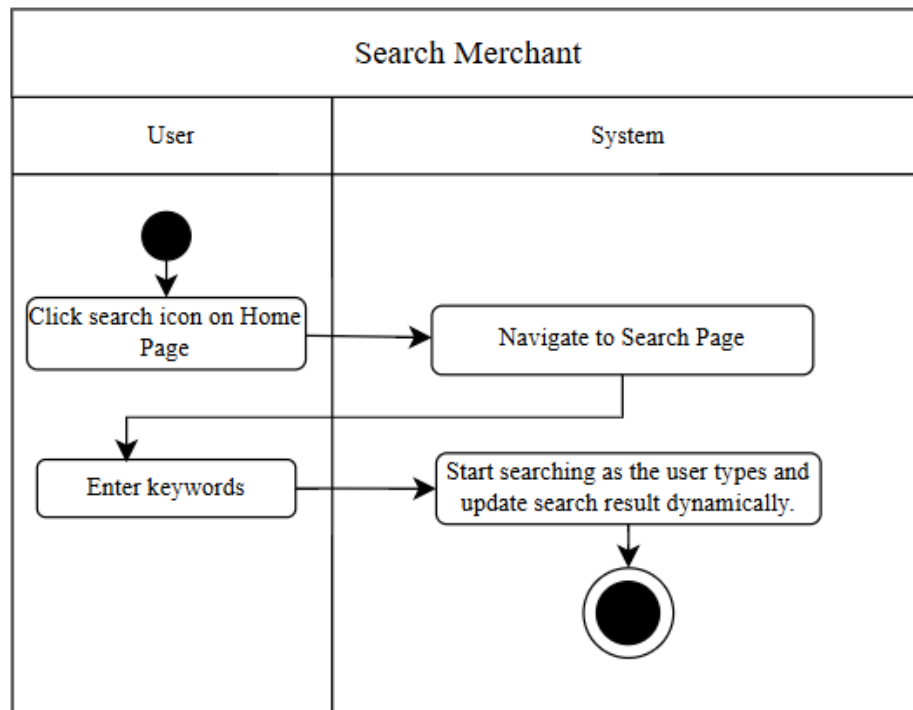 Search Merchant
User
System
Click search icon on Home
Page
Navigate to Search Page
Enter keywords
Start searching as the user types and
update search result dynamically.